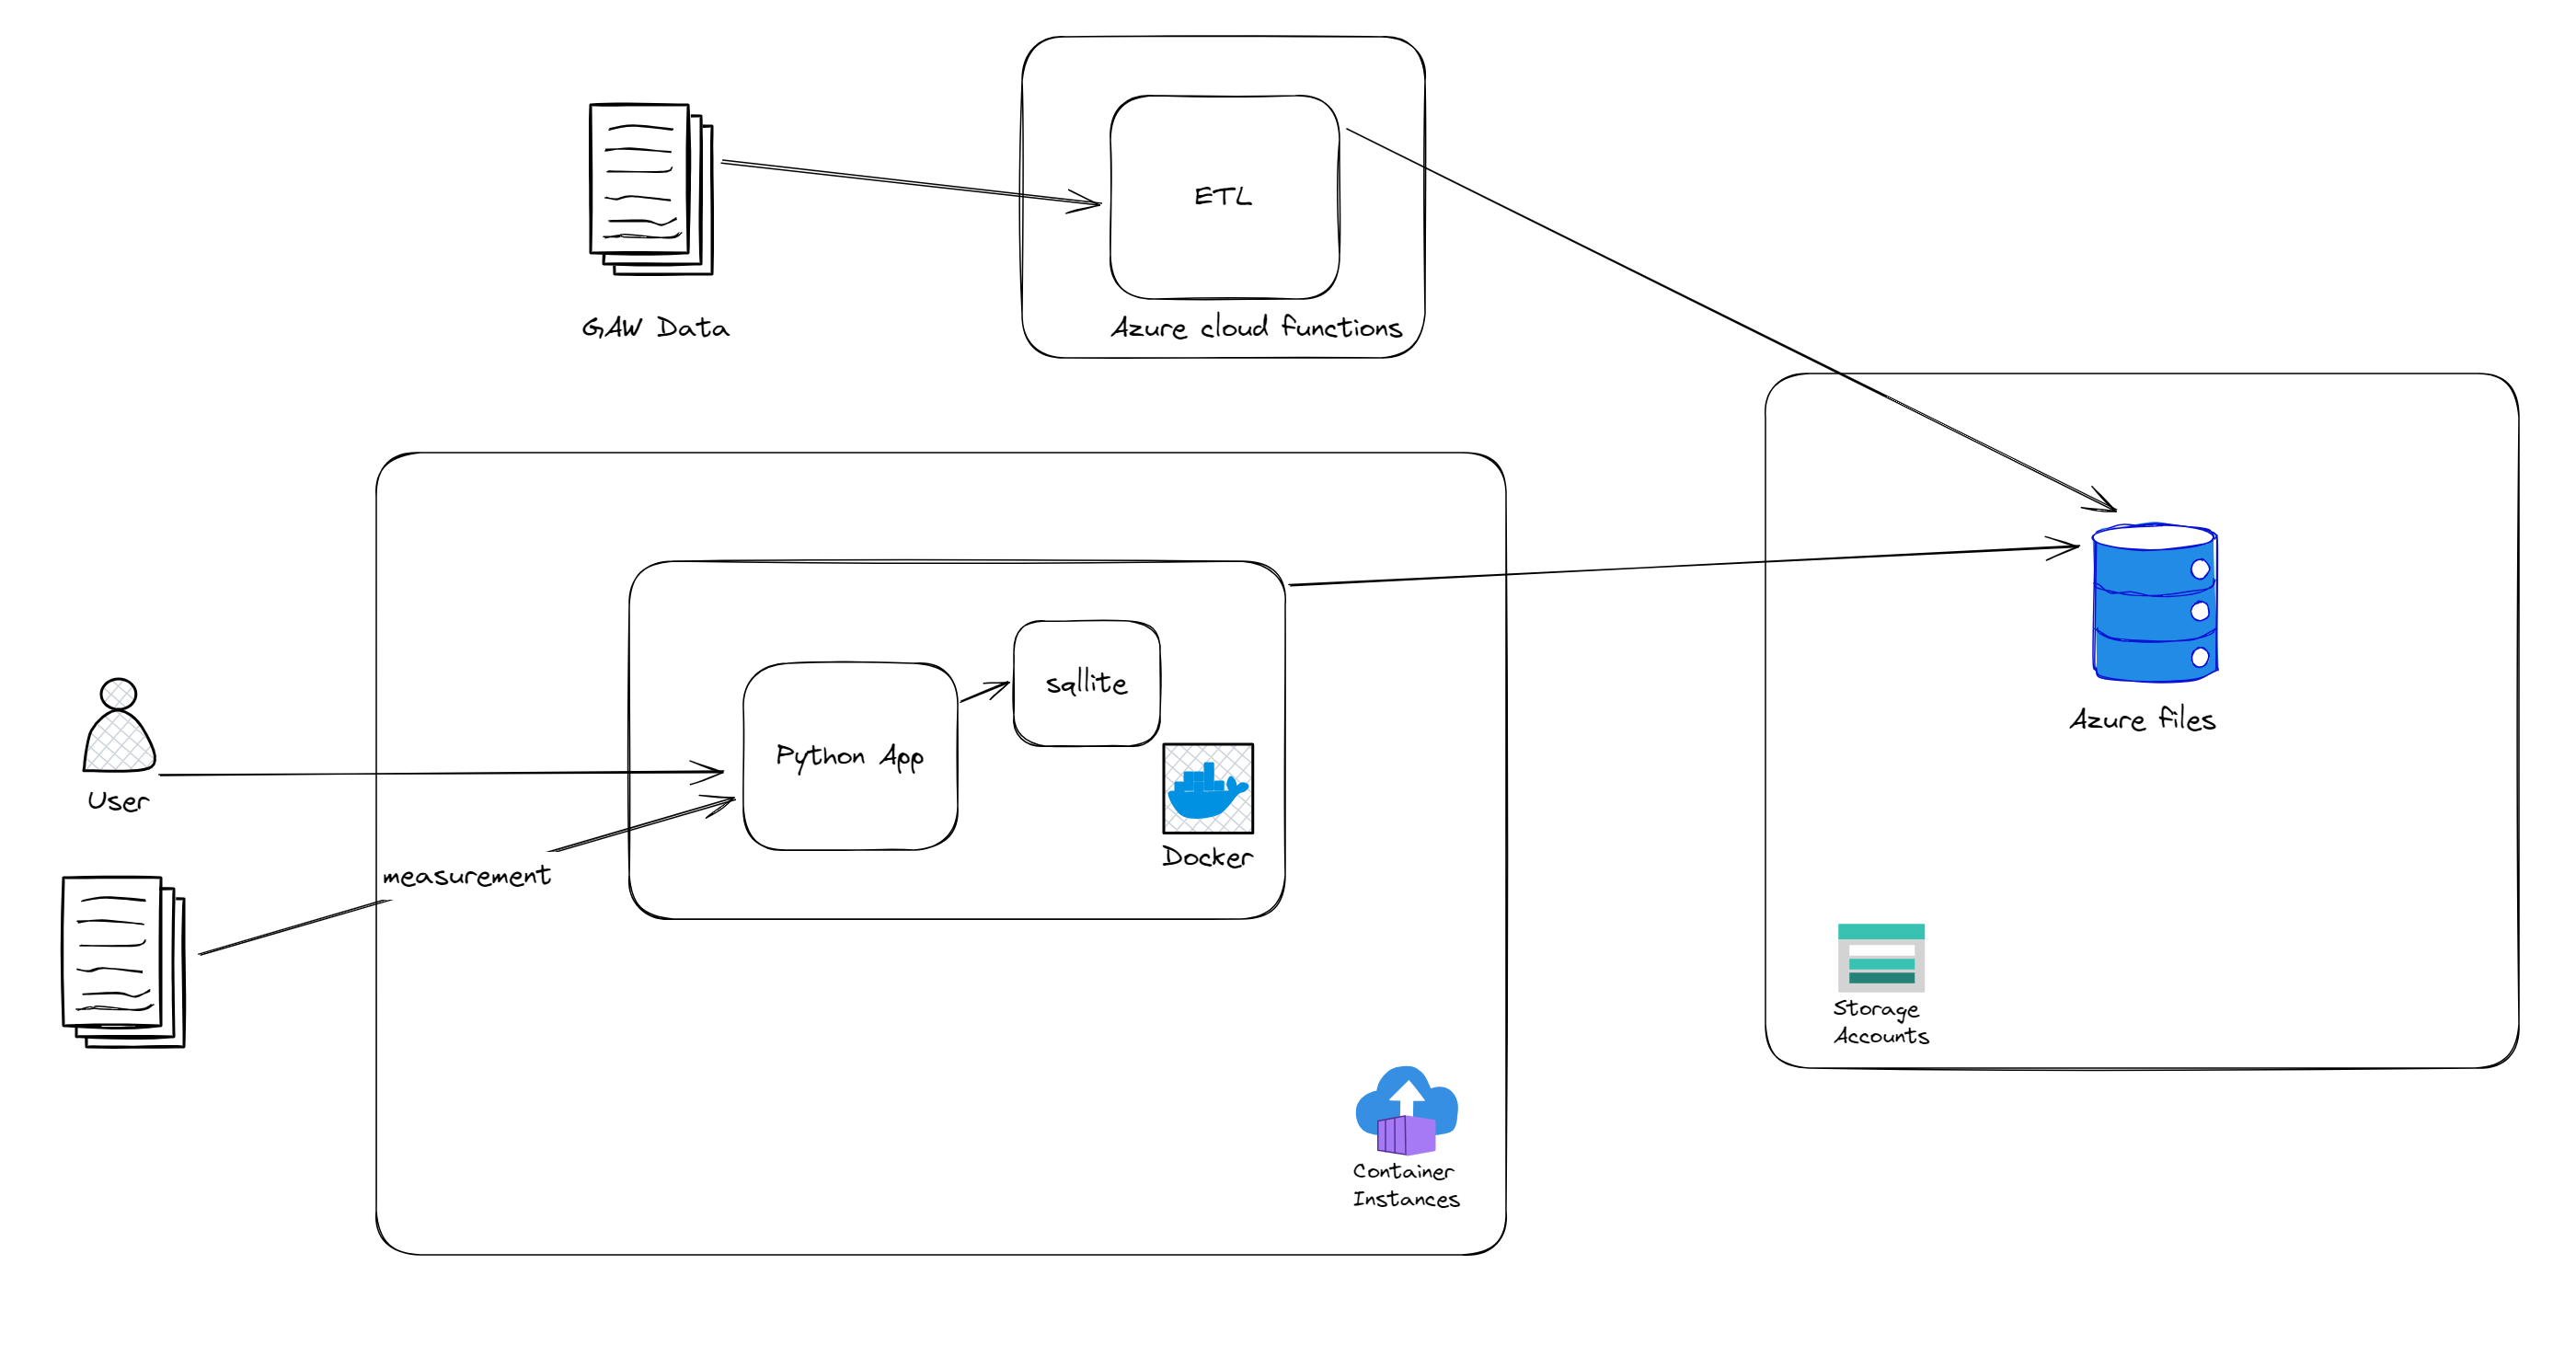 ETL
GAW Data
Azure cloud functions
sqllite
Python App
Azure files
User
Docker
measurement
Storage
Accounts
Container
Instances